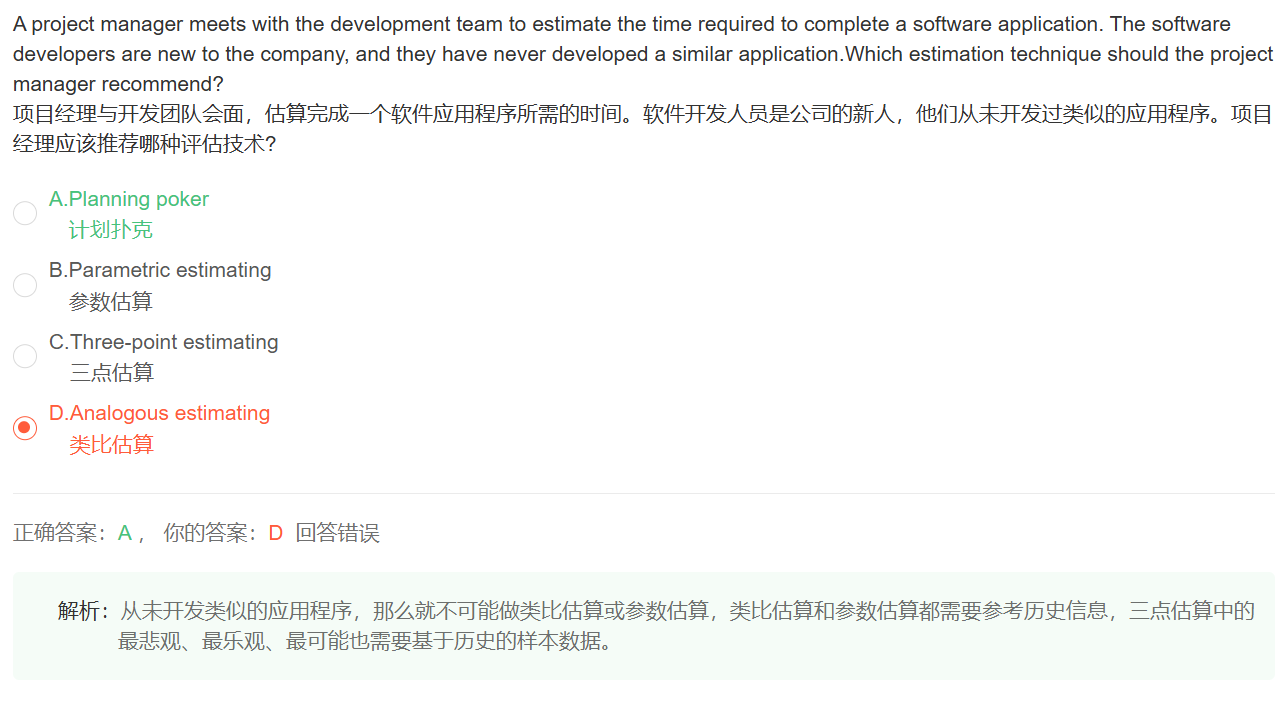 A project manager meets with the development team to estimate the time required to complete a software application. The software
developers are new to the company, and they have never developed a similar application.Which estimation technique should the project
manager recommend?
项目经理与开发团队会面，估算完成一个软件应用程序所需的时间。软件开发人员是公司的新人，他们从未开发过类似的应用程序。项目
经理应该推荐哪种评估技术?
A.Planning poker
计划扑克
B.Parametric estimating
参数估算
C.Three-point estimating
三点估算
D.Analogous estimating
类比估算
正确答案：A ， 你的答案：D 回答错误
解析：从未开发类似的应用程序，那么就不可能做类比估算或参数估算，类比估算和参数估算都需要参考历史信息，三点估算中的
最悲观、最乐观、最可能也需要基于历史的样本数据。